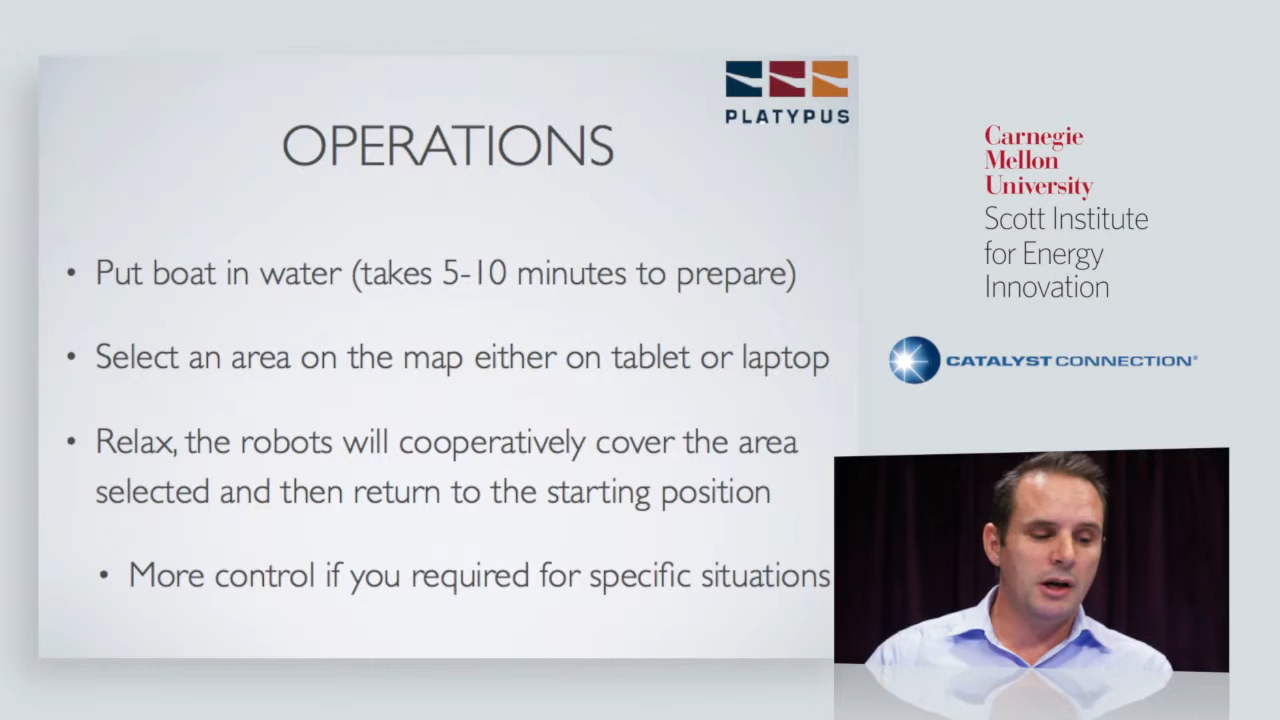 PLATYPUS
OPERATIONS
• Put boat in water (takes 5-10 minutes to prepare)
• Select an area on the map either on tablet or laptop
• Relax, the robots will cooperatively cover the area
selected and then return to the starting position
• More control if you required for specific situations
Carnegie
Mellon
University
Scott Institute
for Energy
Innovation
CATALYST CONNECTION®